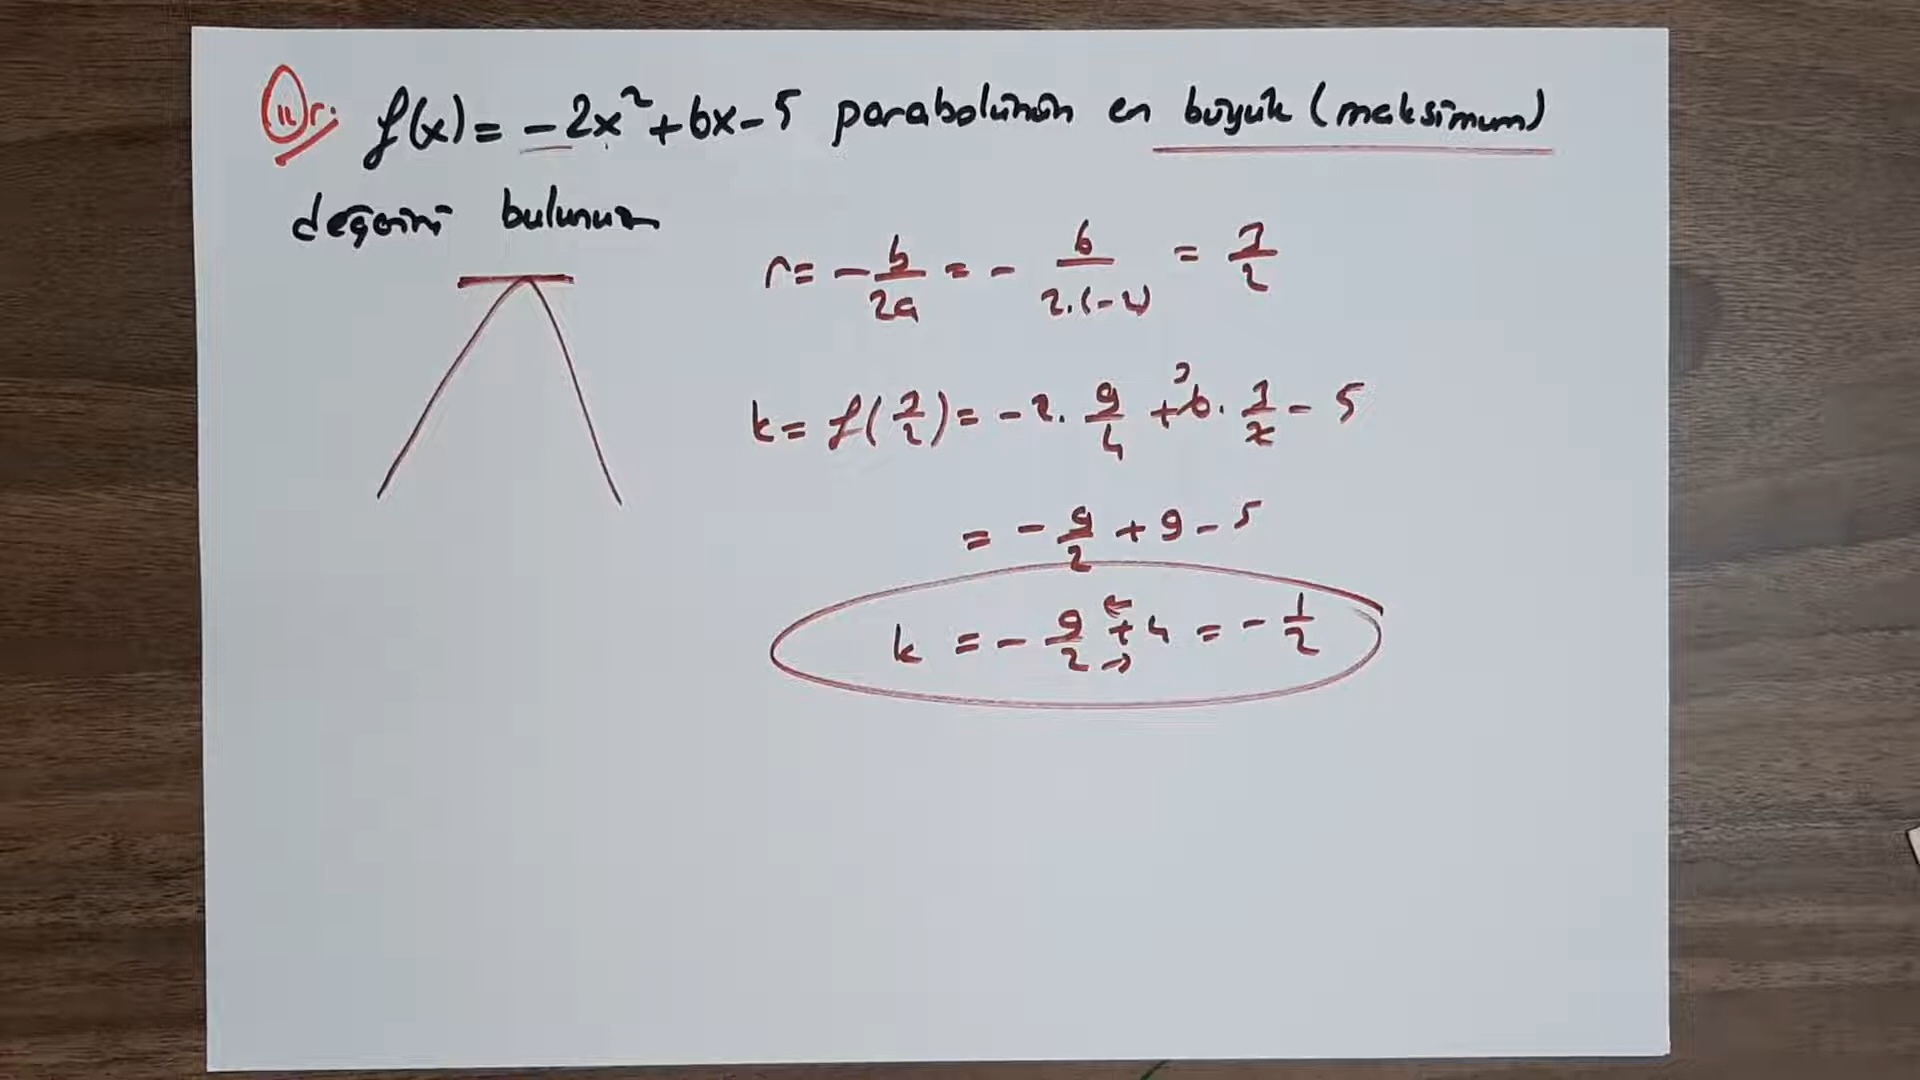 Ör: f(x) = -2x² + 6x - 5 parabolünün en büyük (maksimum)
değerini bulunuz
r = - b/2a = - 6/2.(-2) = 3/2
k = f(3/2) = -2. 9/4 + 6. 3/2 - 5
3
= - 9/2 + 9 - 5
k = - 9/2 + 4 = - 1/2